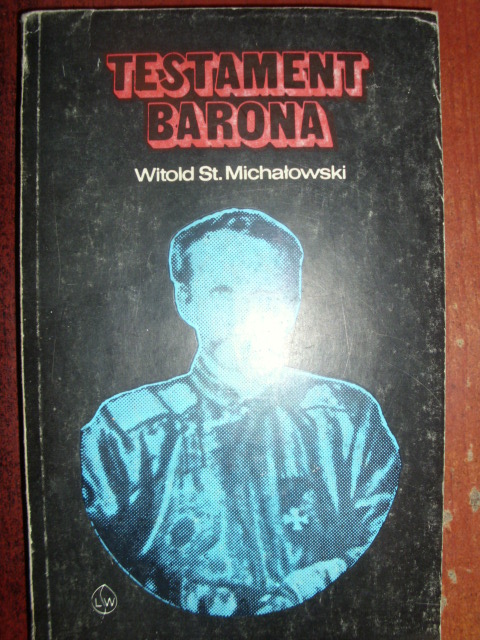 TESTAMENT
BARONA
Witold St. Michałowski
LW